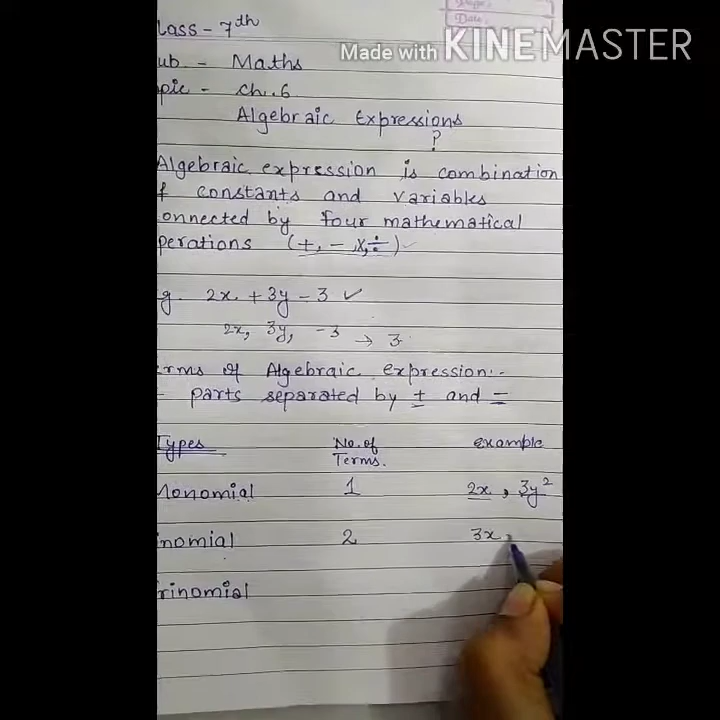 Date
Made with KINEMASTER
lass - 7th
ub - Maths
pic - Ch. 6
Algebraic Expressions
?
Algebraic expression is combination
f constants and variables
onnected by four mathematical
perations (+, -, x, ÷)
g. 2x + 3y - 3 ✓
2x, 3y, -3 → 3
erms of Algebraic expression:-
- parts separated by + and -
Types No. of Terms. example
Monomial 1 2x, 3y²
inomial 2 3x
rinomial